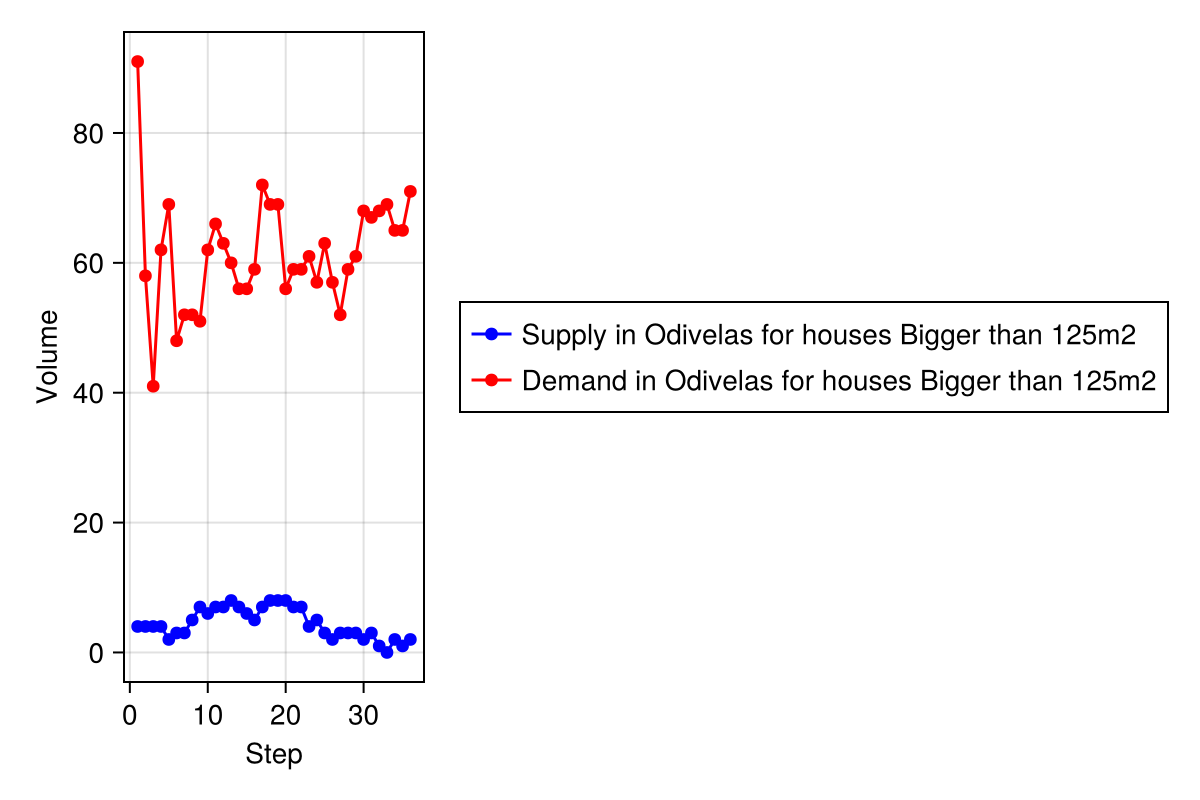 80
60
40
20
0
Volume
0 10 20 30
Step
Supply in Odivelas for houses Bigger than 125m2
Demand in Odivelas for houses Bigger than 125m2